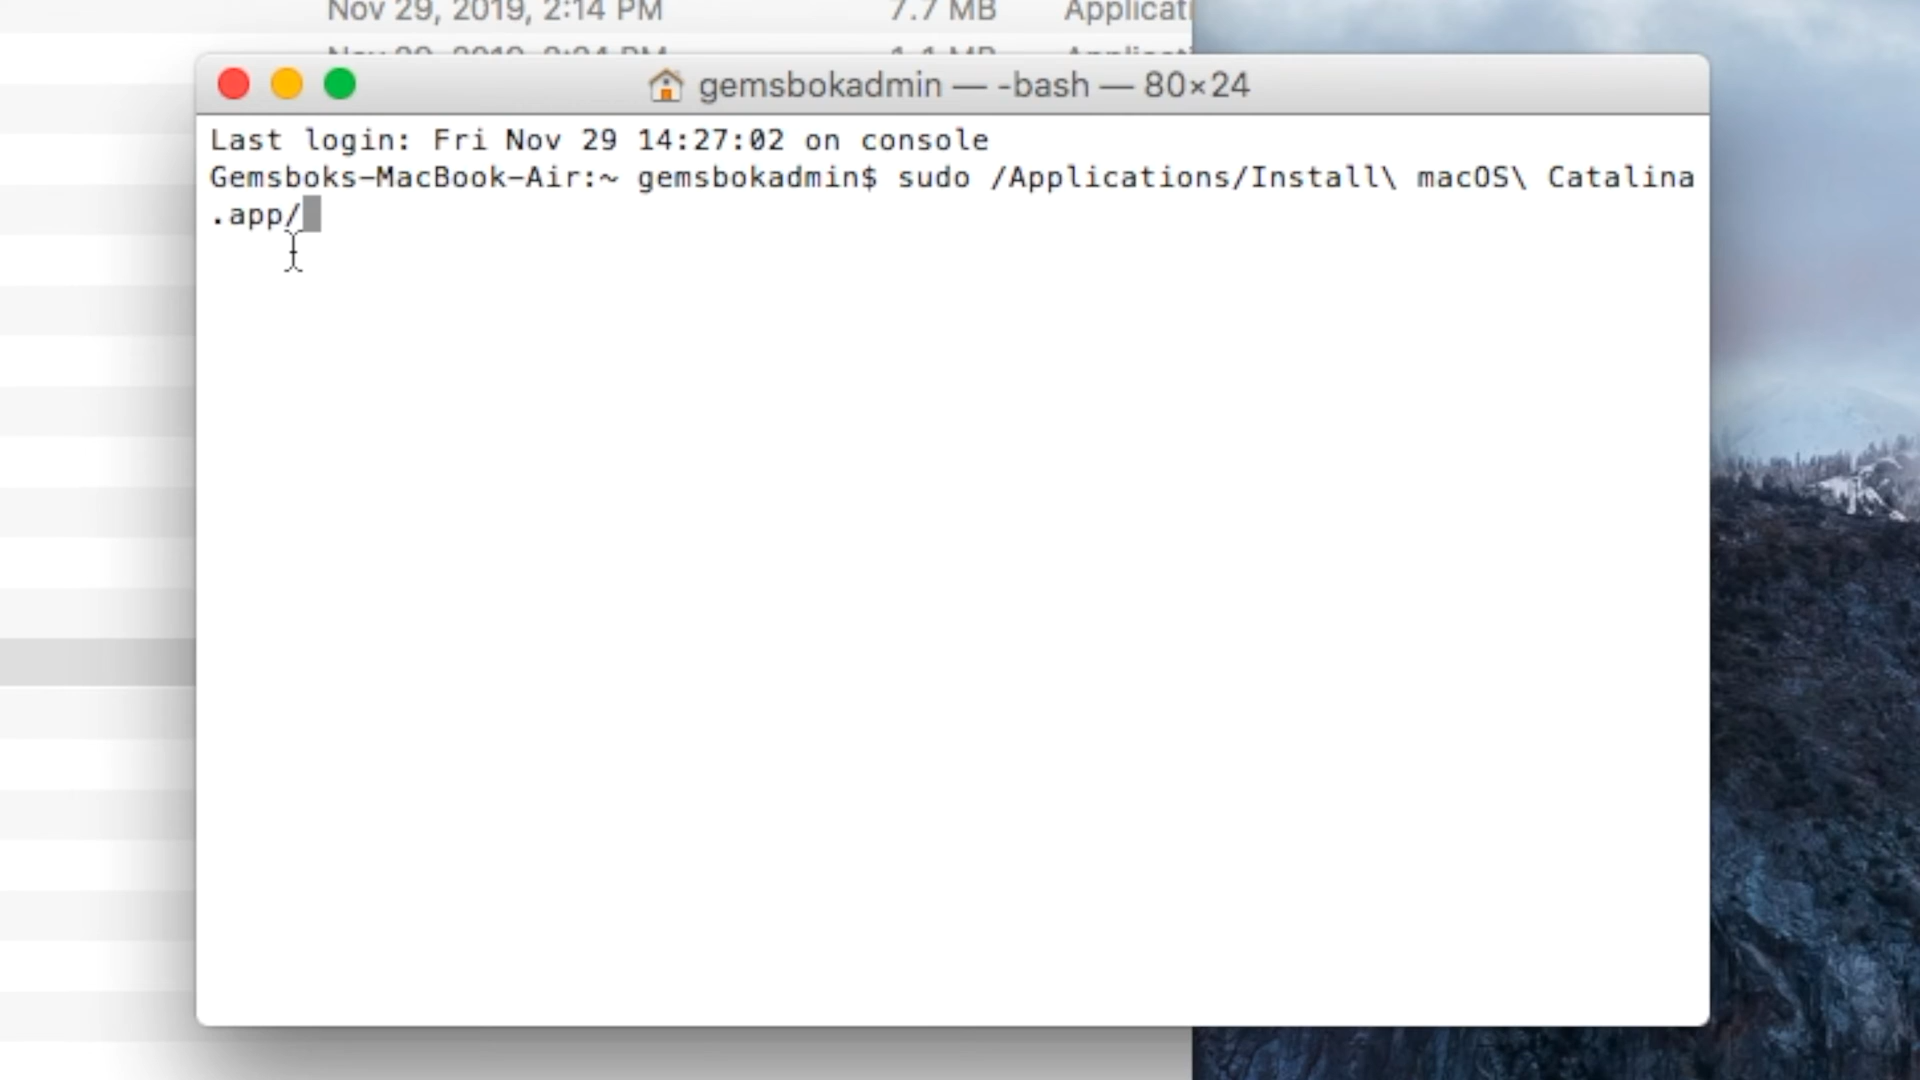 Nov 29, 2019, 2:14 PM 7.7 MB Applicati
gemsbokadmin — -bash — 80×24
Last login: Fri Nov 29 14:27:02 on console
Gemsboks-MacBook-Air:~ gemsbokadmin$ sudo /Applications/Install\ macOS\ Catalina
.app/